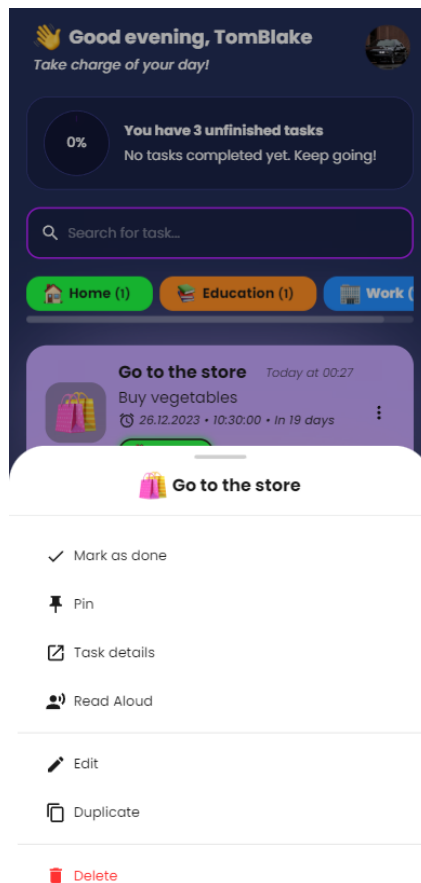 👋 Good evening, TomBlake
Take charge of your day!
0%
You have 3 unfinished tasks
No tasks completed yet. Keep going!
Search for task...
Home (1)
Education (1)
Work (
Go to the store
Today at 00:27
Buy vegetables
26.12.2023 • 10:30:00 • In 19 days
Go to the store
Mark as done
Pin
Task details
Read Aloud
Edit
Duplicate
Delete